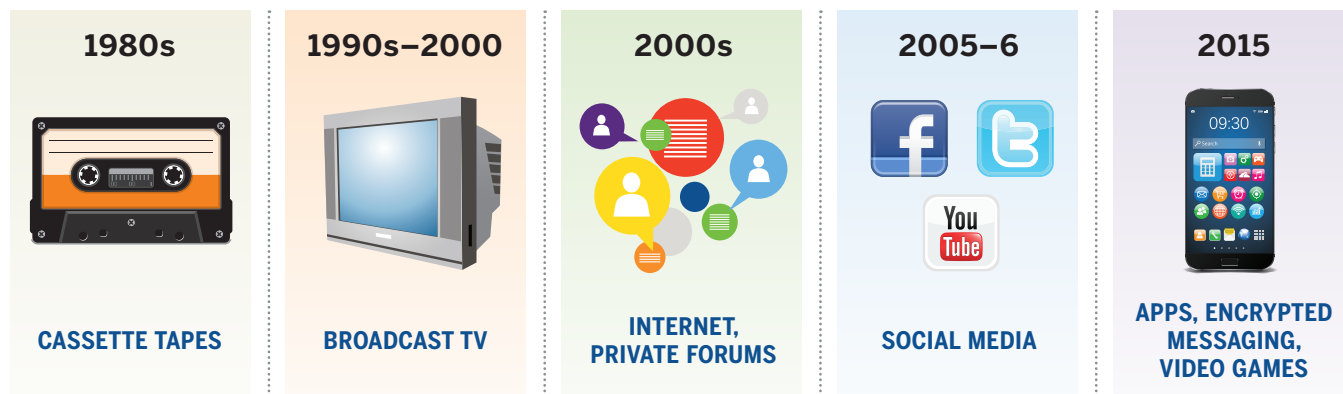 1980s
CASSETTE TAPES
1990s–2000
BROADCAST TV
2000s
INTERNET,
PRIVATE FORUMS
2005–6
f
t
You
Tube
SOCIAL MEDIA
2015
09:30
Search
APPS, ENCRYPTED
MESSAGING,
VIDEO GAMES